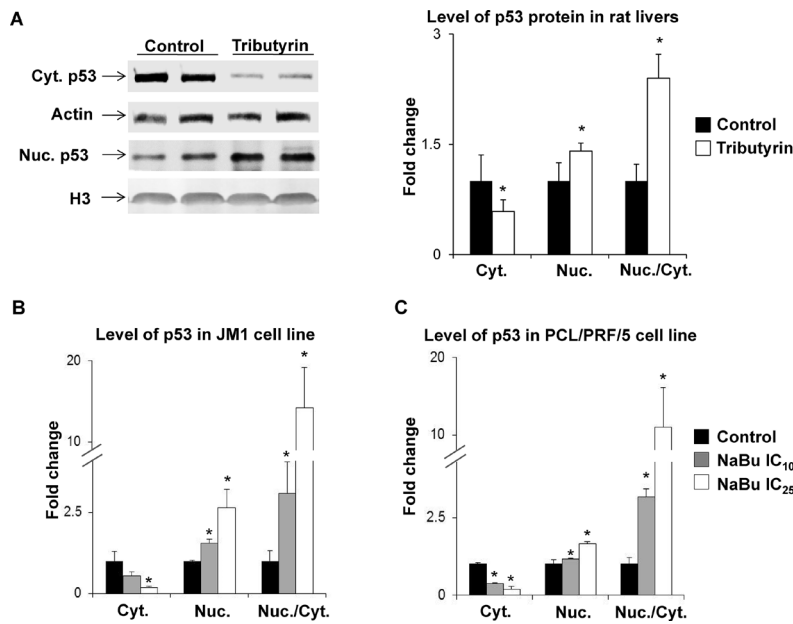 A
Control Tributyrin
Cyt. p53
Actin
Nuc. p53
H3
Level of p53 protein in rat livers
Fold change
3
1.5
0
*
*
*
Cyt. Nuc. Nuc./Cyt.
Control
Tributyrin
B
Level of p53 in JM1 cell line
Fold change
20
10
2.5
0
*
*
*
*
*
Cyt. Nuc. Nuc./Cyt.
C
Level of p53 in PCL/PRF/5 cell line
Fold change
20
10
2.5
0
*
*
*
*
*
*
Cyt. Nuc. Nuc./Cyt.
Control
NaBu IC10
NaBu IC25